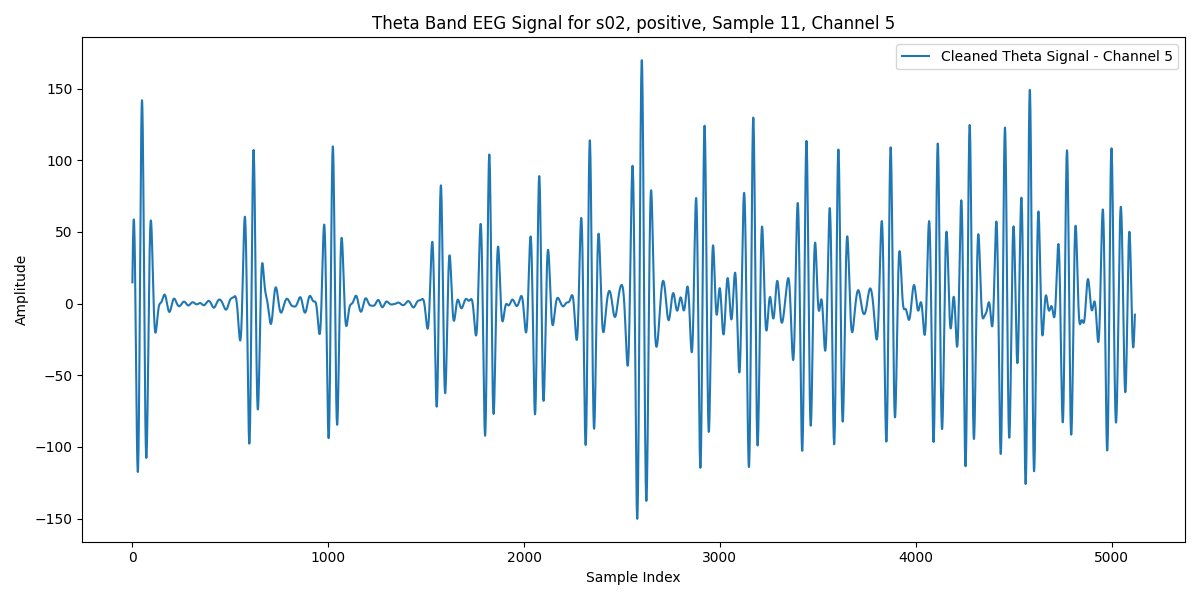 Theta Band EEG Signal for s02, positive, Sample 11, Channel 5
Cleaned Theta Signal - Channel 5
150
100
50
0
−50
−100
−150
Amplitude
0 1000 2000 3000 4000 5000
Sample Index